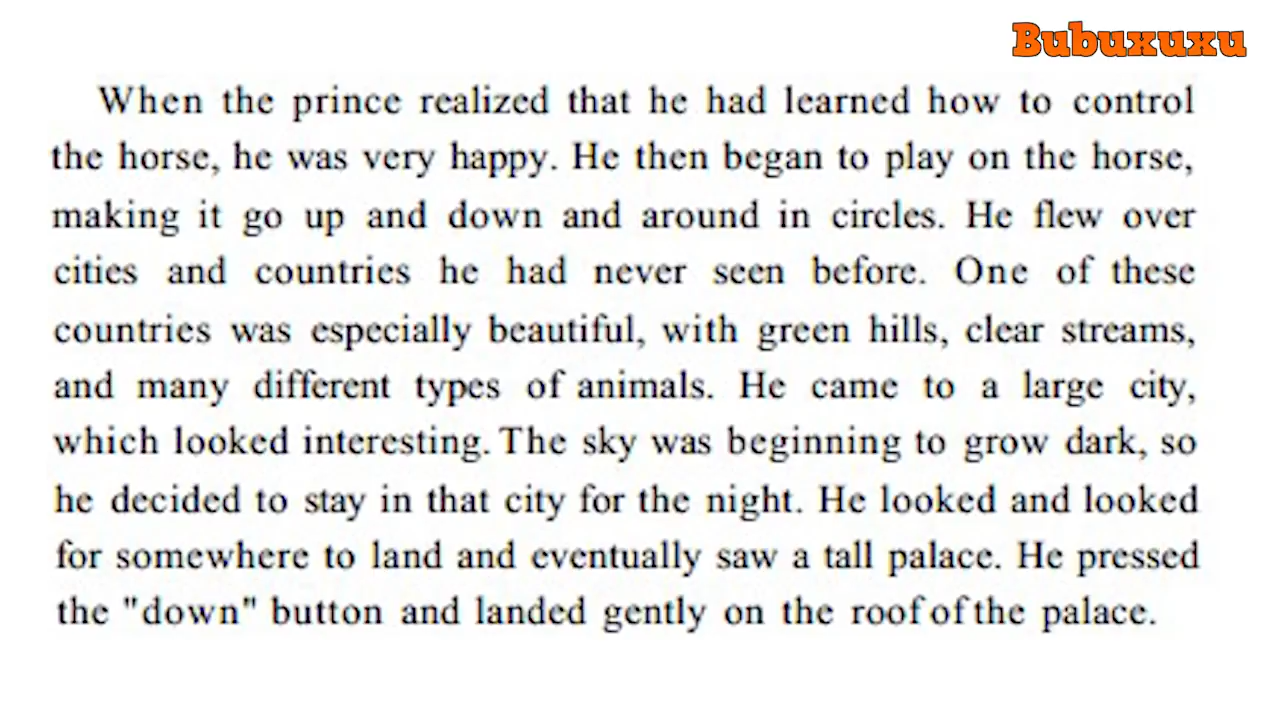 Bubuxuxu
When the prince realized that he had learned how to control
the horse, he was very happy. He then began to play on the horse,
making it go up and down and around in circles. He flew over
cities and countries he had never seen before. One of these
countries was especially beautiful, with green hills, clear streams,
and many different types of animals. He came to a large city,
which looked interesting. The sky was beginning to grow dark, so
he decided to stay in that city for the night. He looked and looked
for somewhere to land and eventually saw a tall palace. He pressed
the "down" button and landed gently on the roof of the palace.